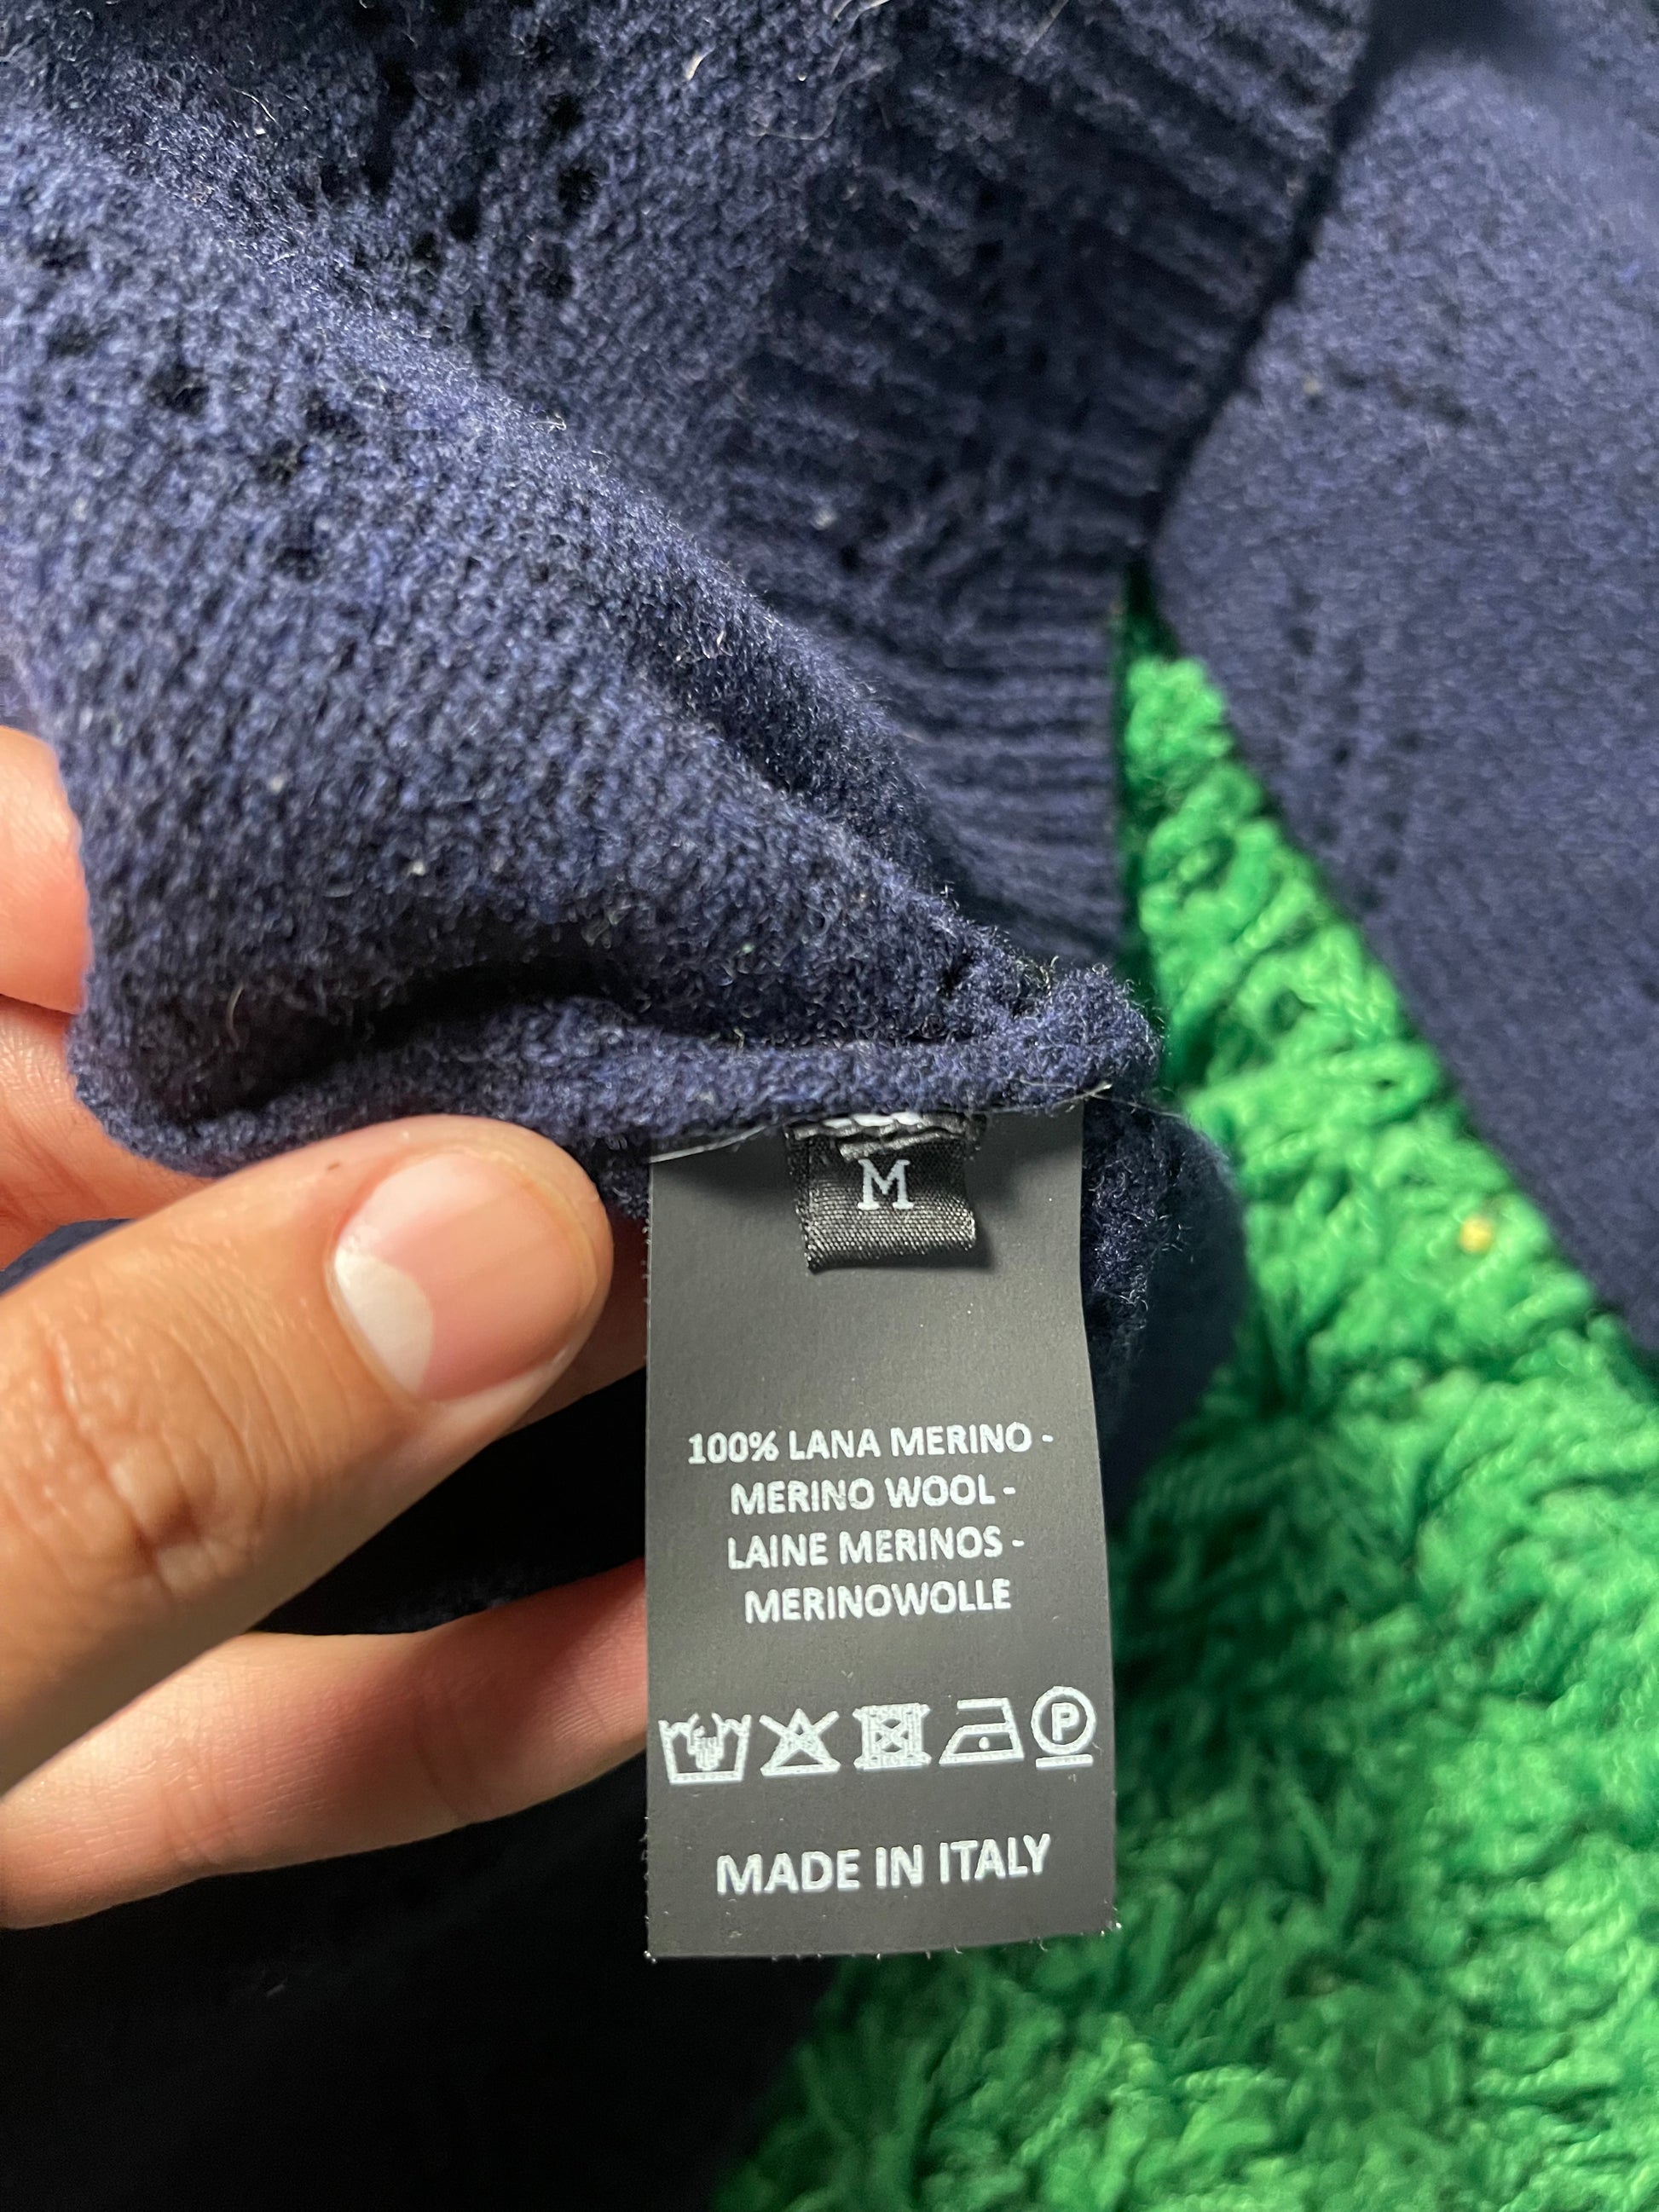 M
100% LANA MERINO -
MERINO WOOL -
LAINE MERINOS -
MERINOWOLLE
P
MADE IN ITALY